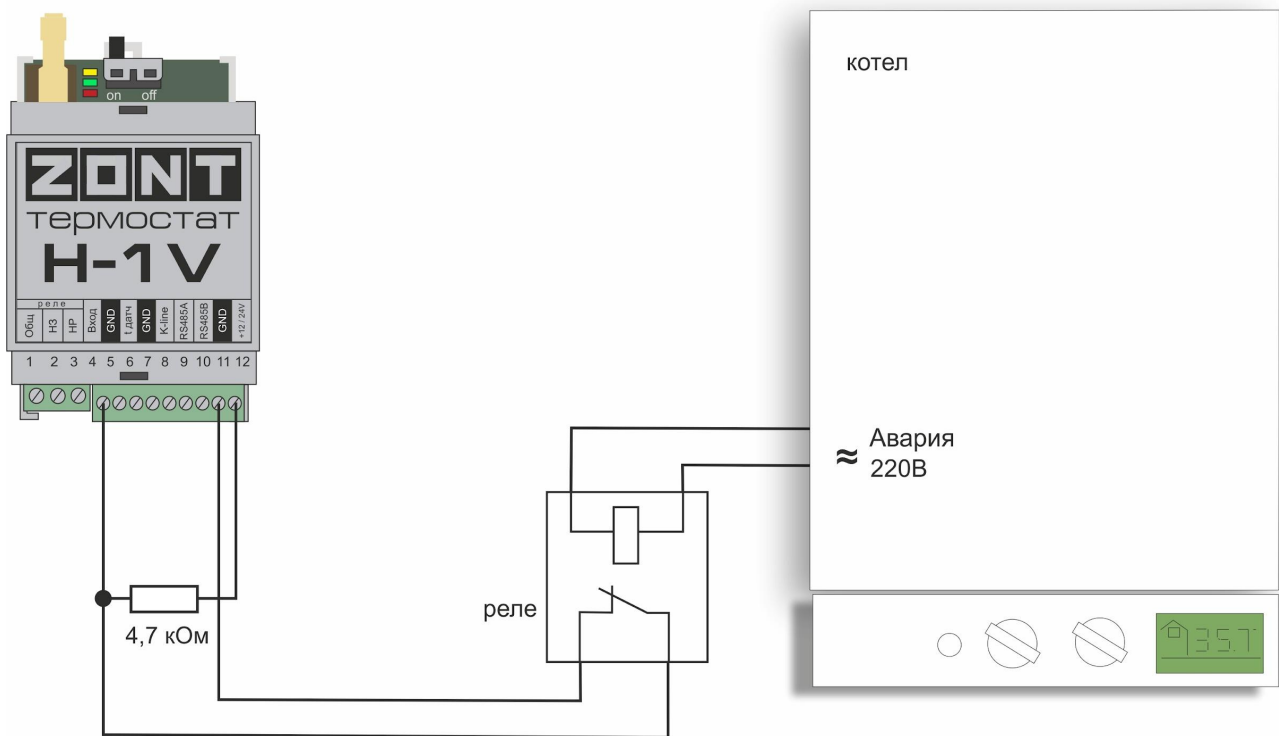 on off
ZONT
термостат
H-1V
реле
Общ НЗ НР Вход GND t датч GND K-line RS485A RS485B GND +12 / 24V
1 2 3 4 5 6 7 8 9 10 11 12
4,7 кОм
реле
котел
≈ Авария
220В
35.7